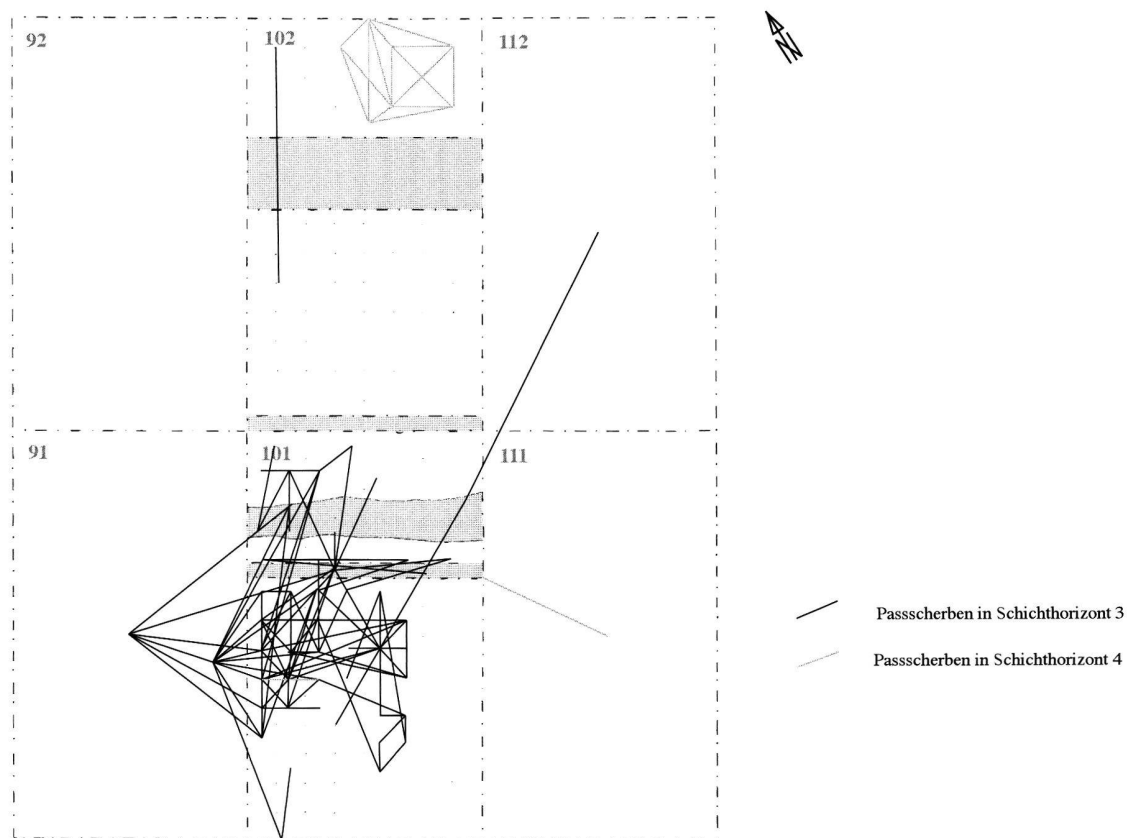 92
102
112
N
91
101
111
Passscherben in Schichthorizont 3
Passscherben in Schichthorizont 4